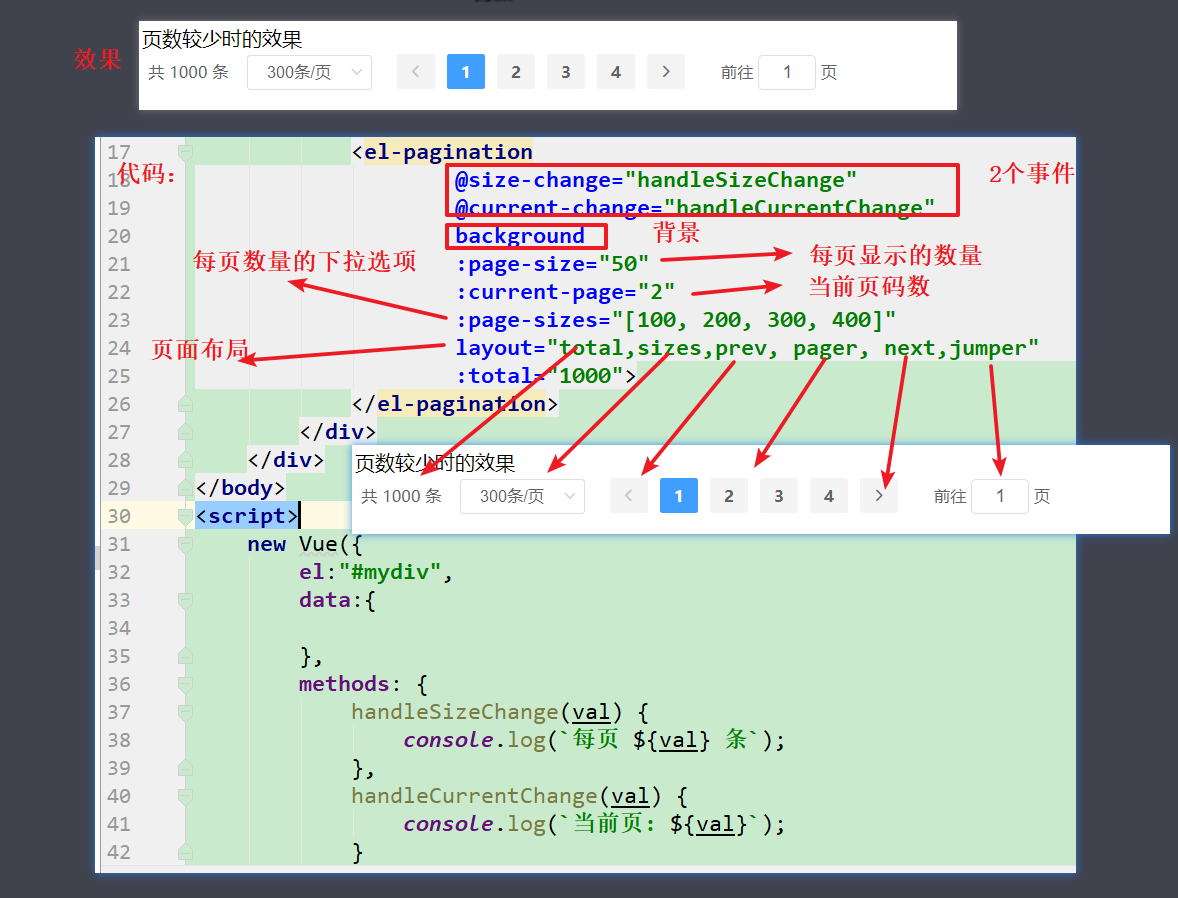 页数较少时的效果
效果
共 1000 条 300条/页 < 1 2 3 4 > 前往 1 页
17 <el-pagination
代码：
18 @size-change="handleSizeChange"
2个事件
19 @current-change="handleCurrentChange"
20 background
背景
21 :page-size="50"
每页显示的数量
每页数量的下拉选项
22 :current-page="2"
当前页码数
23 :page-sizes="[100, 200, 300, 400]"
页面布局
24 layout="total,sizes,prev, pager, next,jumper"
25 :total="1000">
26 </el-pagination>
27 </div>
28 </div>
页数较少时的效果
共 1000 条 300条/页 < 1 2 3 4 > 前往 1 页
29 </body>
30 <script>
31 new Vue({
32 el:"#mydiv",
33 data:{
34
35 },
36 methods: {
37 handleSizeChange(val) {
38 console.log(`每页 ${val} 条`);
39 },
40 handleCurrentChange(val) {
41 console.log(`当前页: ${val}`);
42 }